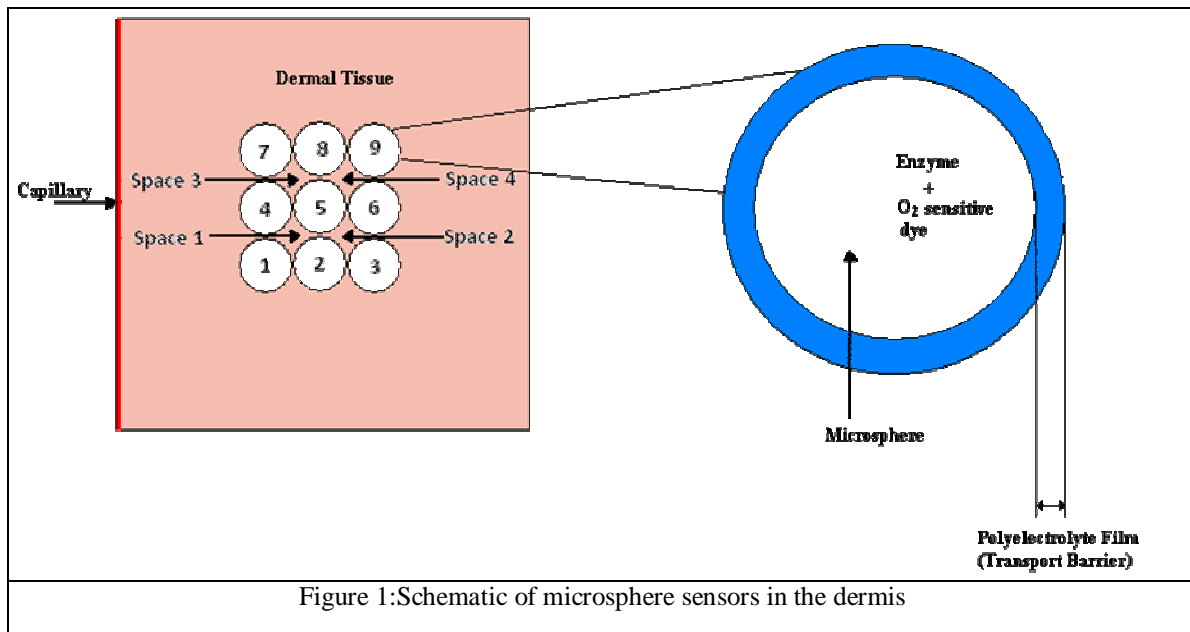 Dermal Tissue
7 8 9
Space 3
Space 4
Capillary
4 5 6
Space 1
Space 2
1 2 3
Enzyme
+
O₂ sensitive
dye
Microsphere
Polyelectrolyte Film
(Transport Barrier)
Figure 1:Schematic of microsphere sensors in the dermis